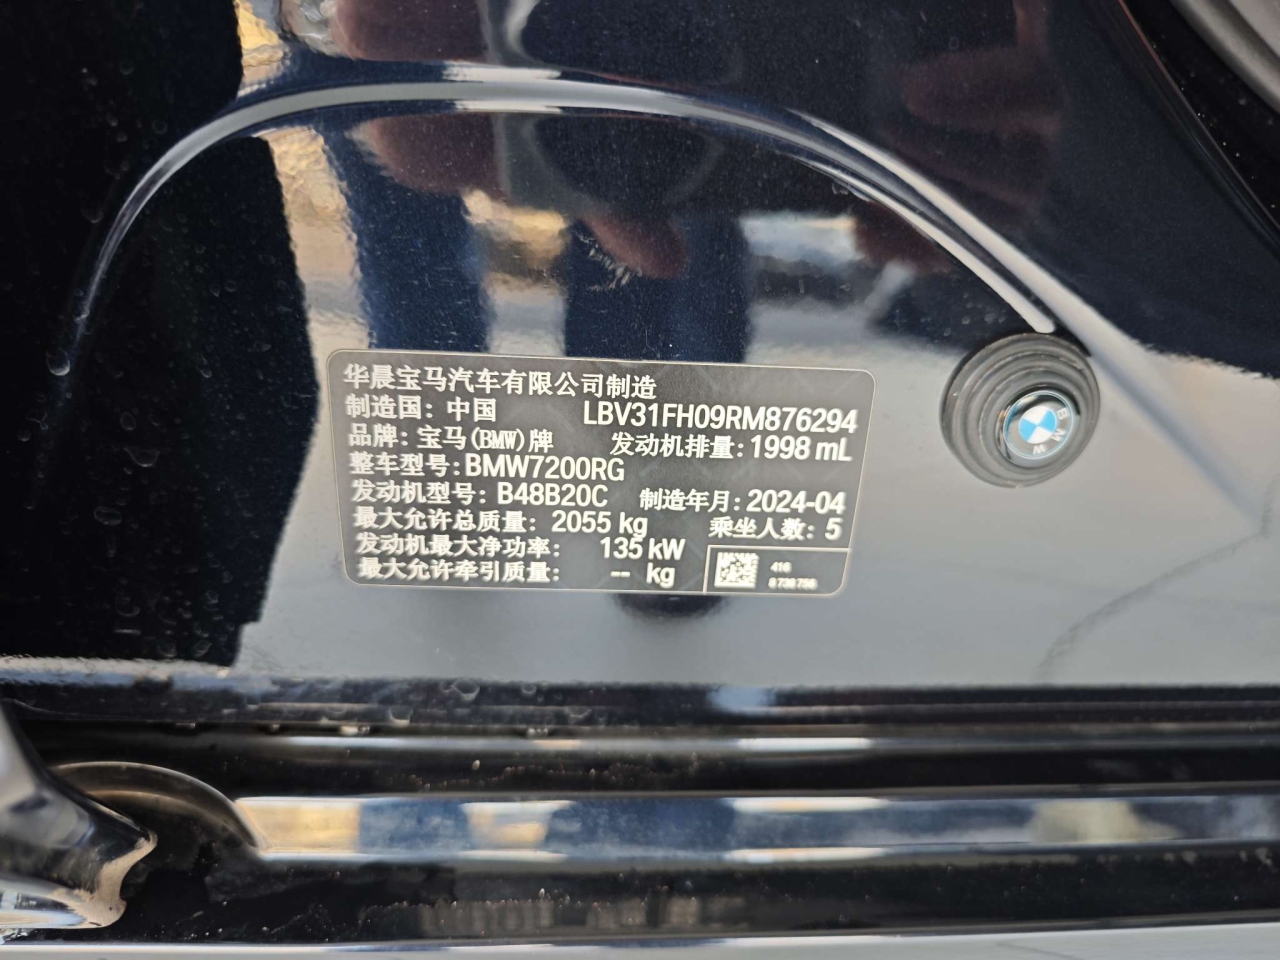 华晨宝马汽车有限公司制造
制造国：中国 LBV31FH09RM876294
品牌：宝马(BMW)牌 发动机排量：1998 mL
整车型号：BMW7200RG
发动机型号：B48B20C 制造年月：2024-04
最大允许总质量：2055 kg 乘坐人数：5
发动机最大净功率：135 kW
最大允许牵引质量：-- kg
416
BMW